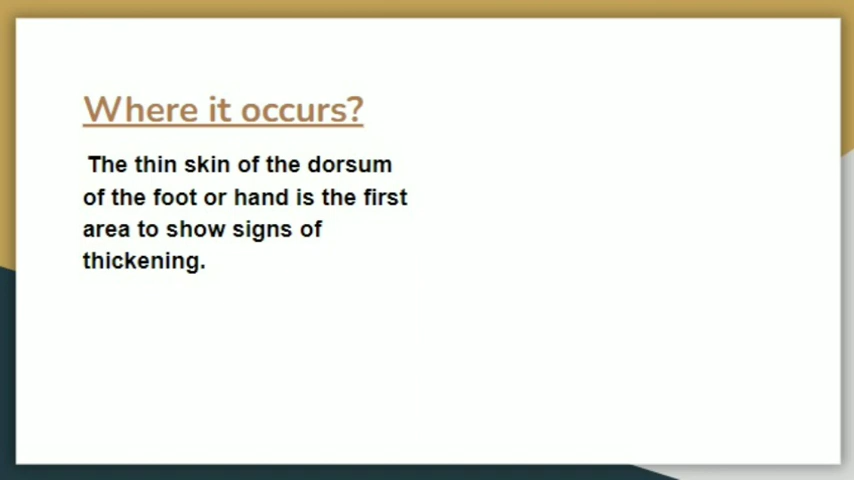 Where it occurs?
The thin skin of the dorsum
of the foot or hand is the first
area to show signs of
thickening.